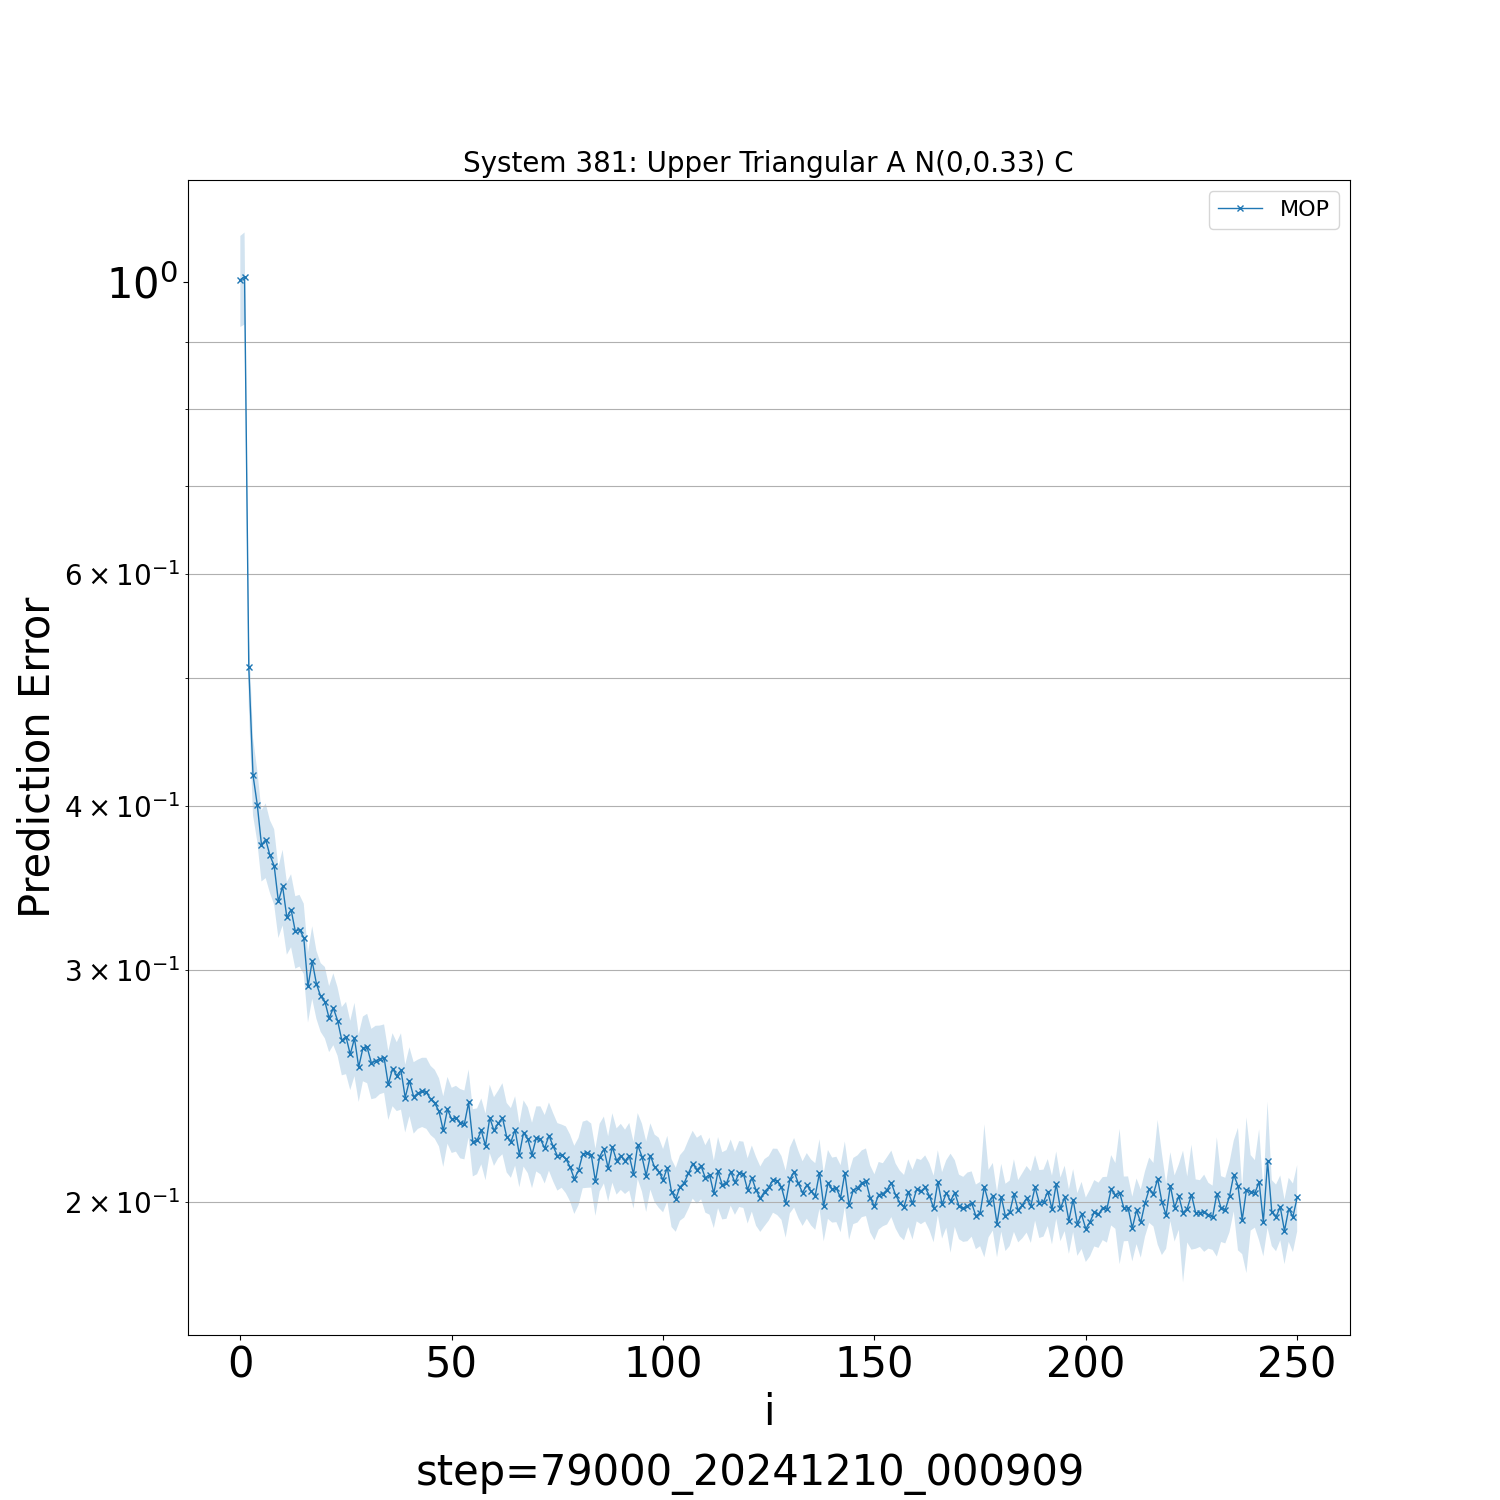 System 381: Upper Triangular A N(0,0.33) C
MOP
10⁰
6 × 10⁻¹
4 × 10⁻¹
3 × 10⁻¹
2 × 10⁻¹
Prediction Error
0 50 100 150 200 250
i
step=79000_20241210_000909